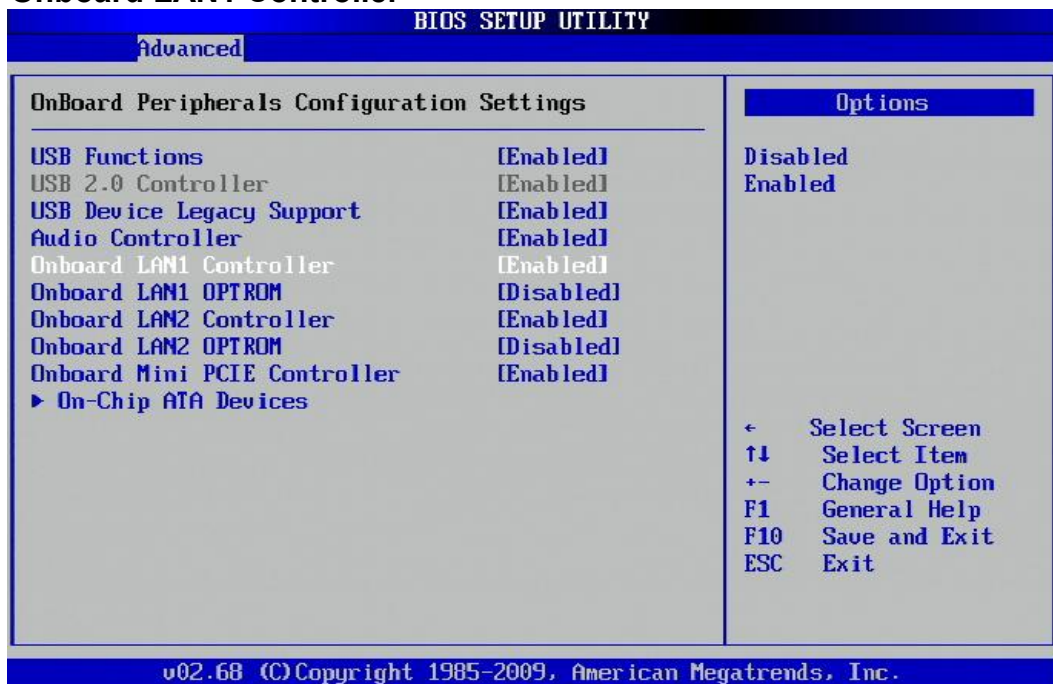 Onboard LAN1 Controller
BIOS SETUP UTILITY
Advanced
OnBoard Peripherals Configuration Settings
USB Functions [Enabled]
USB 2.0 Controller [Enabled]
USB Device Legacy Support [Enabled]
Audio Controller [Enabled]
Onboard LAN1 Controller [Enabled]
Onboard LAN1 OPTROM [Disabled]
Onboard LAN2 Controller [Enabled]
Onboard LAN2 OPTROM [Disabled]
Onboard Mini PCIE Controller [Enabled]
► On-Chip ATA Devices
Options
Disabled
Enabled
← Select Screen
↑↓ Select Item
+- Change Option
F1 General Help
F10 Save and Exit
ESC Exit
v02.68 (C)Copyright 1985-2009, American Megatrends, Inc.